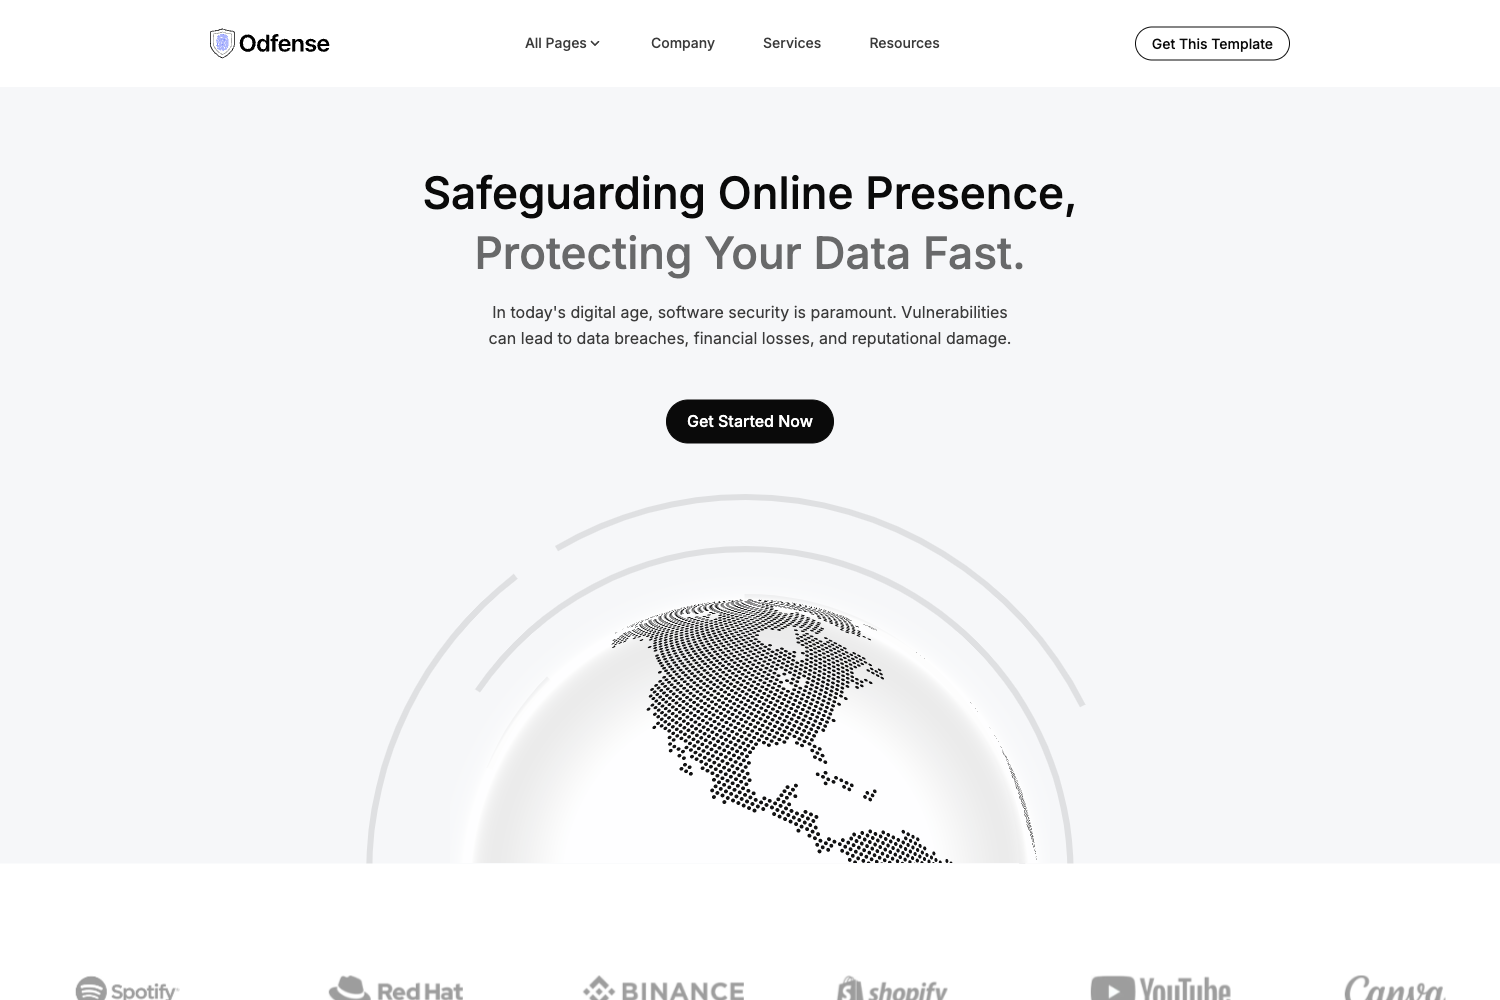 Odfense
All Pages
Company
Services
Resources
Get This Template
Safeguarding Online Presence,
Protecting Your Data Fast.
In today's digital age, software security is paramount. Vulnerabilities
can lead to data breaches, financial losses, and reputational damage.
Get Started Now
Spotify
Red Hat
BINANCE
shopify
YouTube
Canva